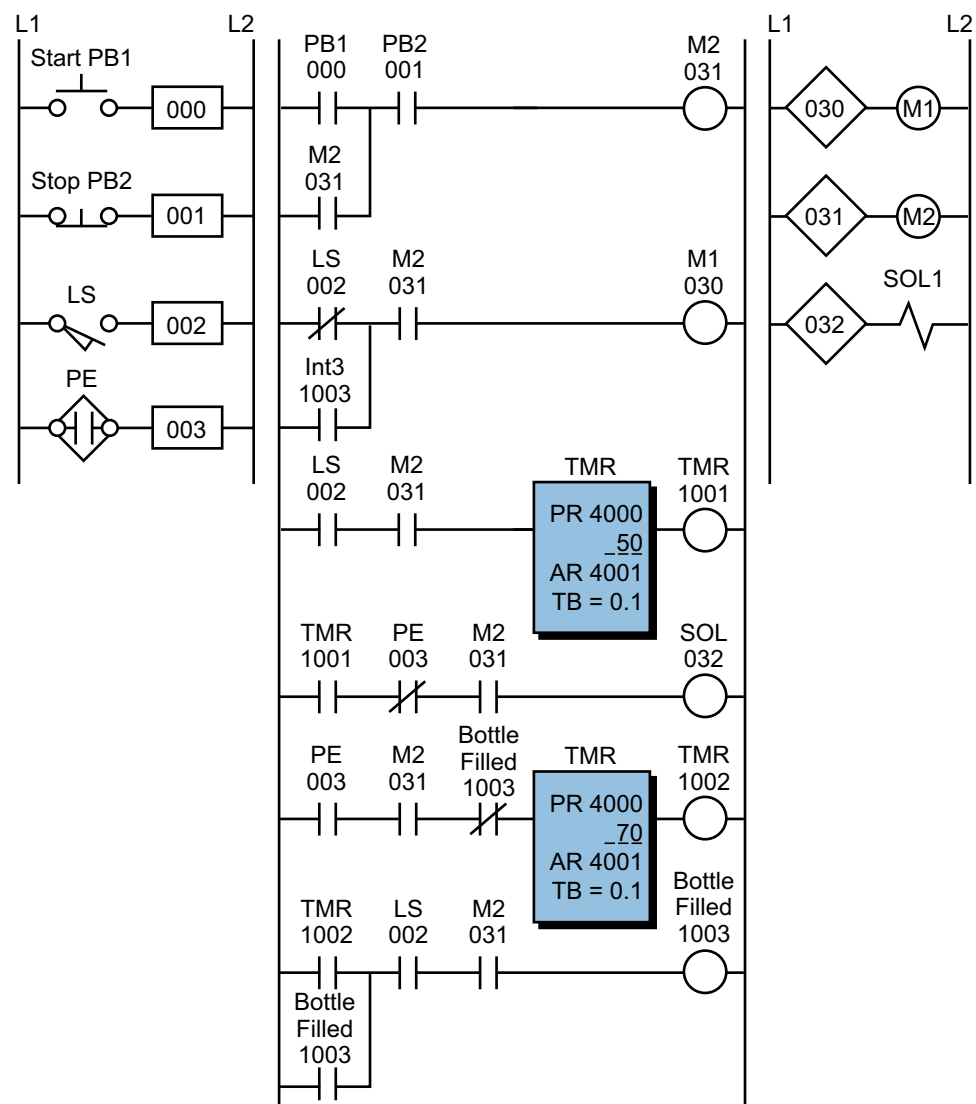 L1
L2
Start PB1
000
Stop PB2
001
LS
002
PE
003
PB1
000
PB2
001
M2
031
M2
031
LS
002
M2
031
M1
030
Int3
1003
LS
002
M2
031
TMR
PR 4000
50
AR 4001
TB = 0.1
TMR
1001
TMR
1001
PE
003
M2
031
SOL
032
PE
003
M2
031
Bottle
Filled
1003
TMR
PR 4000
70
AR 4001
TB = 0.1
TMR
1002
TMR
1002
LS
002
M2
031
Bottle
Filled
1003
Bottle
Filled
1003
L1
L2
030
M1
031
M2
032
SOL1